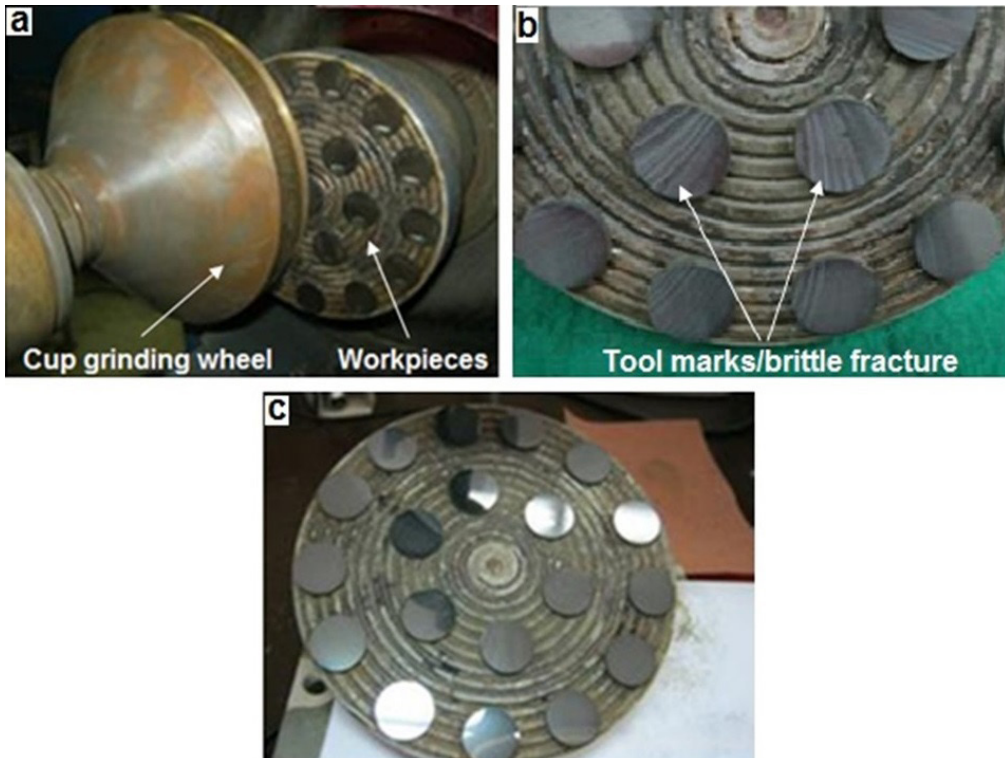 a
b
Cup grinding wheel
Workpieces
Tool marks/brittle fracture
c